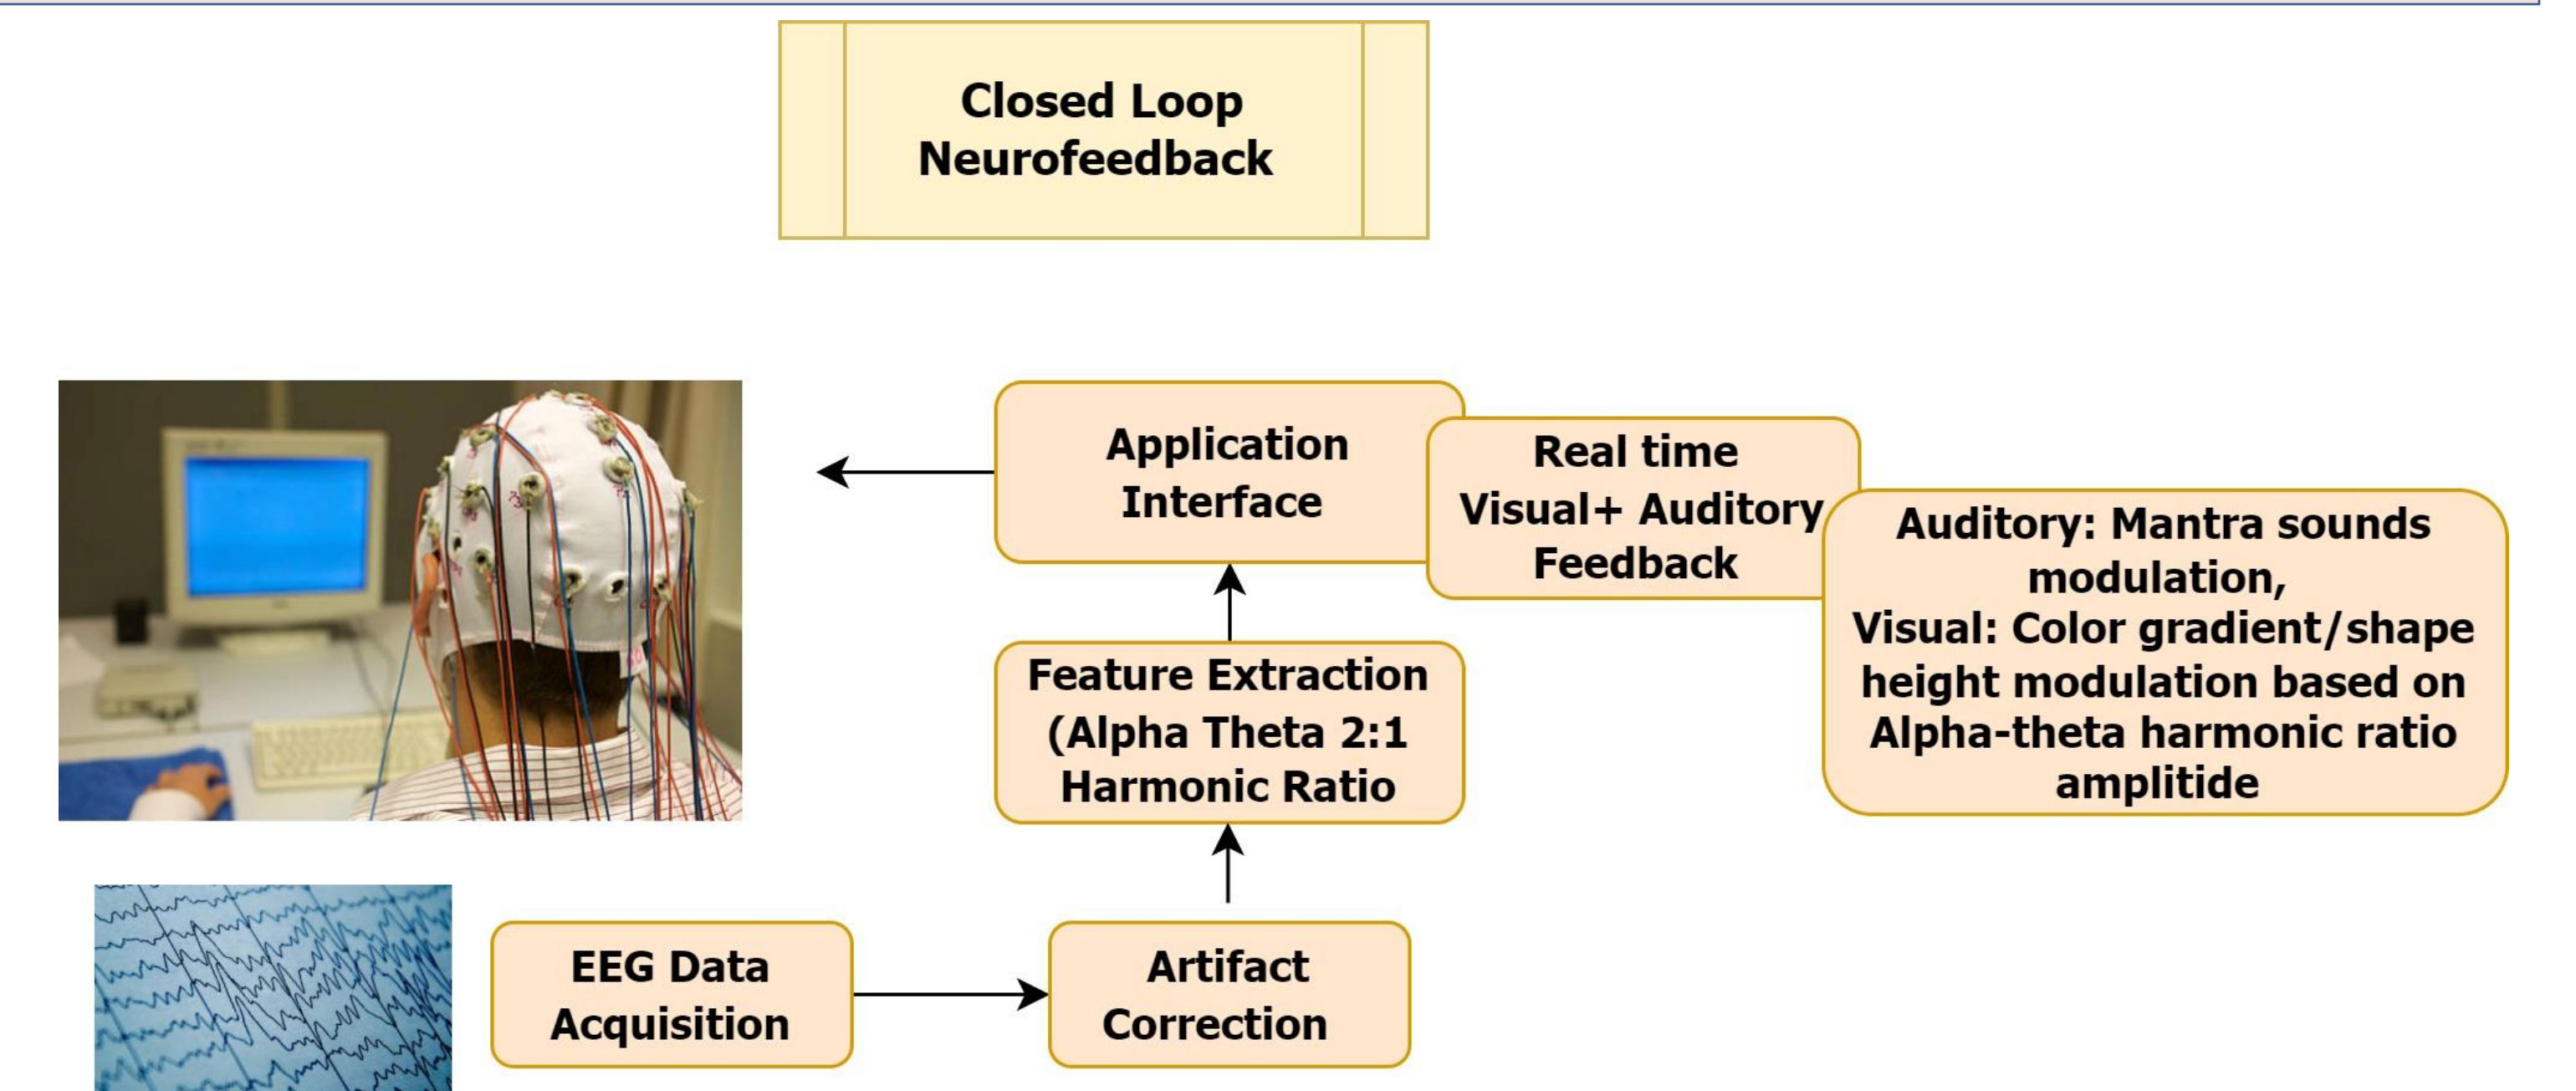 Closed Loop
Neurofeedback
Application
Interface
Real time
Visual+ Auditory
Feedback
Auditory: Mantra sounds
modulation,
Visual: Color gradient/shape
height modulation based on
Alpha-theta harmonic ratio
amplitide
Feature Extraction
(Alpha Theta 2:1
Harmonic Ratio
EEG Data
Acquisition
Artifact
Correction